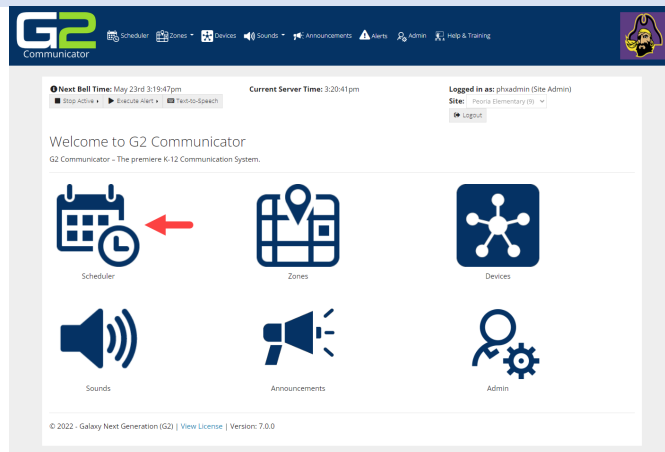 G2
Communicator
Scheduler Zones Devices Sounds Announcements Alerts Admin Help & Training
Next Bell Time: May 23rd 3:19:47pm Current Server Time: 3:20:41pm Logged in as: phxadmin (Site Admin)
Stop Active Execute Alert Text-to-Speech Site: Peoria Elementary (9)
Logout
Welcome to G2 Communicator
G2 Communicator – The premiere K-12 Communication System.
Scheduler Zones Devices
Sounds Announcements Admin
© 2022 - Galaxy Next Generation (G2) | View License | Version: 7.0.0